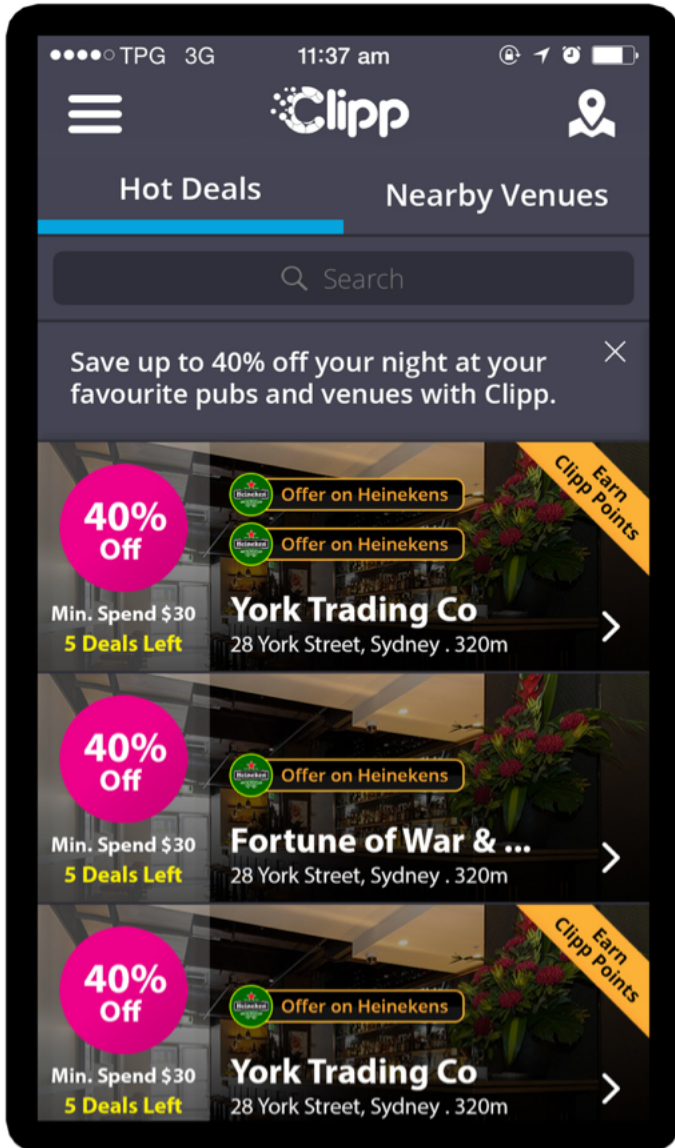 TPG 3G 11:37 am
Clipp
Hot Deals
Nearby Venues
Search
Save up to 40% off your night at your
favourite pubs and venues with Clipp.
40%
Off
Min. Spend $30
5 Deals Left
Heineken
Offer on Heinekens
Heineken
Offer on Heinekens
York Trading Co
28 York Street, Sydney . 320m
Earn
Clipp Points
40%
Off
Min. Spend $30
5 Deals Left
Heineken
Offer on Heinekens
Fortune of War & ...
28 York Street, Sydney . 320m
40%
Off
Min. Spend $30
5 Deals Left
Heineken
Offer on Heinekens
York Trading Co
28 York Street, Sydney . 320m
Earn
Clipp Points